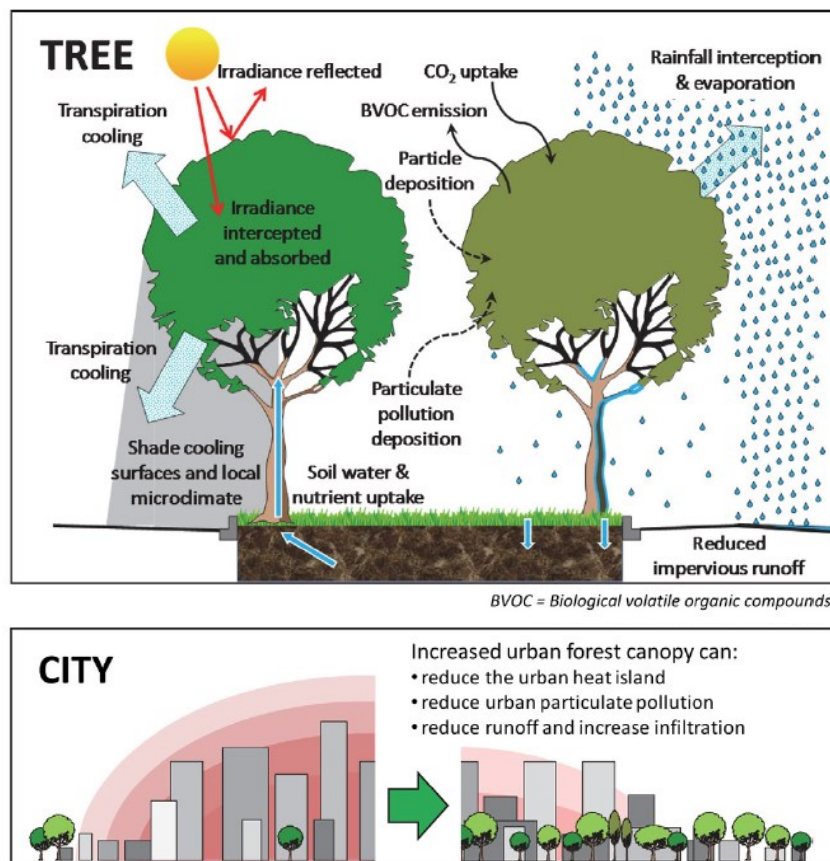 TREE
Irradiance reflected
Transpiration
cooling
Irradiance
intercepted
and absorbed
Transpiration
cooling
Shade cooling
surfaces and local
microclimate
Soil water &
nutrient uptake
CO₂ uptake
BVOC emission
Particle
deposition
Particulate
pollution
deposition
Rainfall interception
& evaporation
Reduced
impervious runoff
BVOC = Biological volatile organic compounds
CITY
Increased urban forest canopy can:
• reduce the urban heat island
• reduce urban particulate pollution
• reduce runoff and increase infiltration